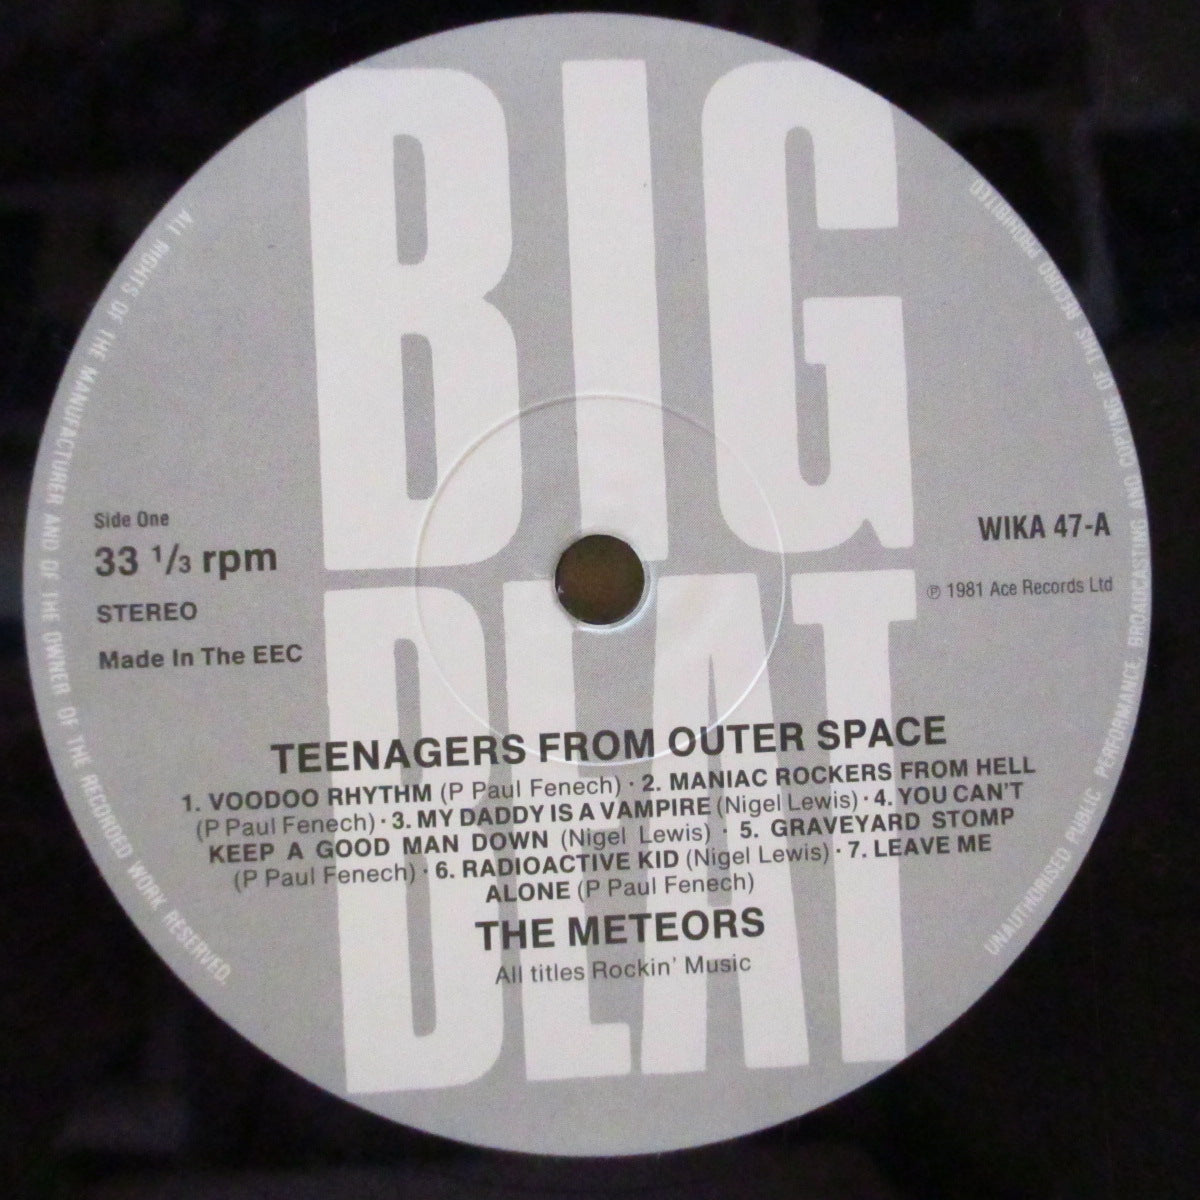 BIG
BEAT
Side One
33 1/3 rpm
STEREO
Made In The EEC
WIKA 47-A
℗ 1981 Ace Records Ltd
TEENAGERS FROM OUTER SPACE
1. VOODOO RHYTHM (P Paul Fenech) · 2. MANIAC ROCKERS FROM HELL
(P Paul Fenech) · 3. MY DADDY IS A VAMPIRE (Nigel Lewis) · 4. YOU CAN'T
KEEP A GOOD MAN DOWN (Nigel Lewis) · 5. GRAVEYARD STOMP
(P Paul Fenech) · 6. RADIOACTIVE KID (Nigel Lewis) · 7. LEAVE ME
ALONE (P Paul Fenech)
THE METEORS
All titles Rockin' Music
ALL RIGHTS OF THE MANUFACTURER AND OF THE OWNER OF THE RECORDED WORK RESERVED.
UNAUTHORISED PUBLIC PERFORMANCE, BROADCASTING AND COPYING OF THIS RECORD PROHIBITED